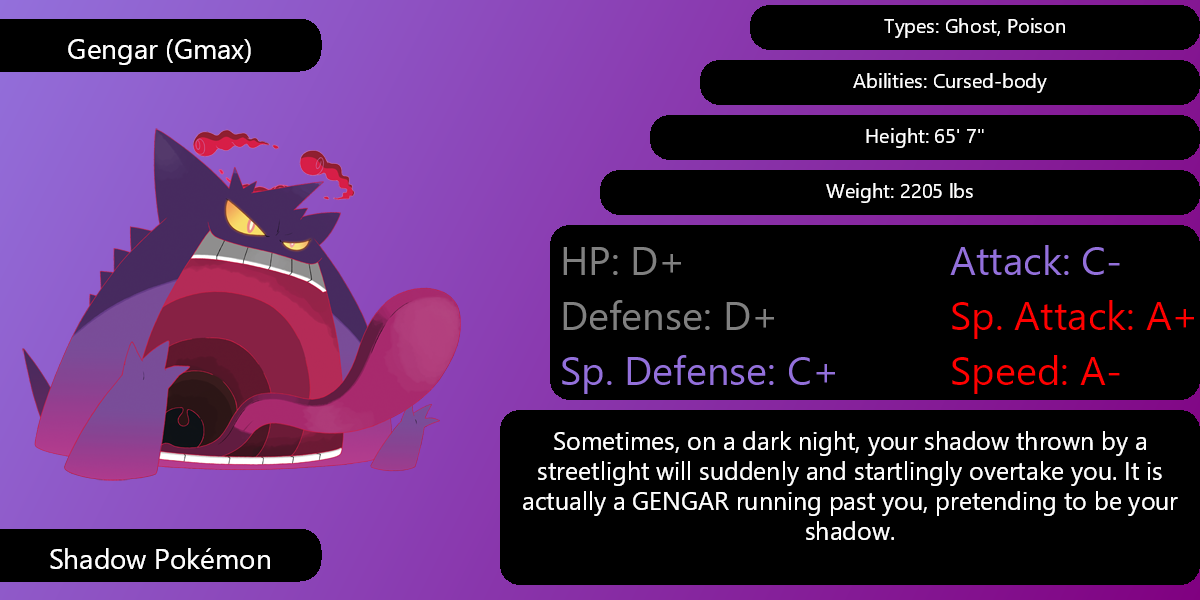 Gengar (Gmax)
Types: Ghost, Poison
Abilities: Cursed-body
Height: 65' 7"
Weight: 2205 lbs
HP: D+
Attack: C-
Defense: D+
Sp. Attack: A+
Sp. Defense: C+
Speed: A-
Sometimes, on a dark night, your shadow thrown by a
streetlight will suddenly and startlingly overtake you. It is
actually a GENGAR running past you, pretending to be your
shadow.
Shadow Pokémon